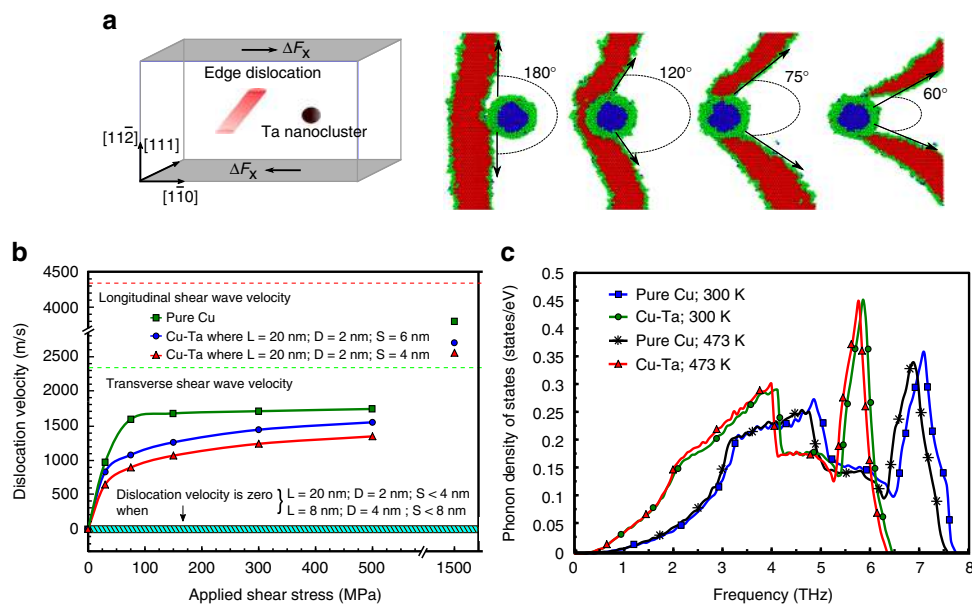 a
ΔFx
Edge dislocation
Ta nanocluster
[112̄]
[111]
ΔFx
[11̄0]
180°
120°
75°
60°
b
4500
4000
3500
3000
2500
2000
1500
1000
500
0
Dislocation velocity (m/s)
Longitudinal shear wave velocity
Pure Cu
Cu-Ta where L = 20 nm; D = 2 nm; S = 6 nm
Cu-Ta where L = 20 nm; D = 2 nm; S = 4 nm
Transverse shear wave velocity
Dislocation velocity is zero
when
L = 20 nm; D = 2 nm; S < 4 nm
L = 8 nm; D = 4 nm; S < 8 nm
0 100 200 300 400 500 1500
Applied shear stress (MPa)
c
0.5
0.45
0.4
0.35
0.3
0.25
0.2
0.15
0.1
0.05
0
Phonon density of states (states/eV)
Pure Cu; 300 K
Cu-Ta; 300 K
Pure Cu; 473 K
Cu-Ta; 473 K
0 1 2 3 4 5 6 7 8
Frequency (THz)